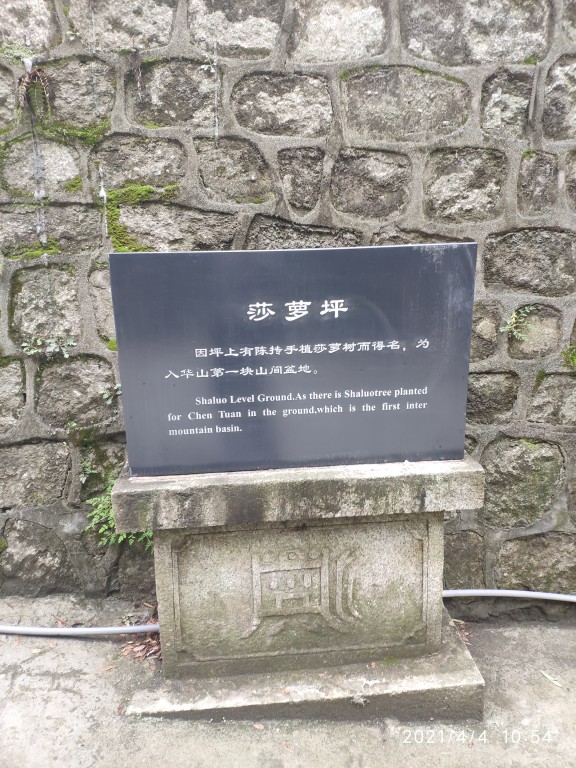 莎萝坪
因坪上有陈抟手植莎萝树而得名，为
入华山第一块山间盆地。
Shaluo Level Ground.As there is Shaluotree planted
for Chen Tuan in the ground,which is the first inter
mountain basin.
2021/4/4 10:54